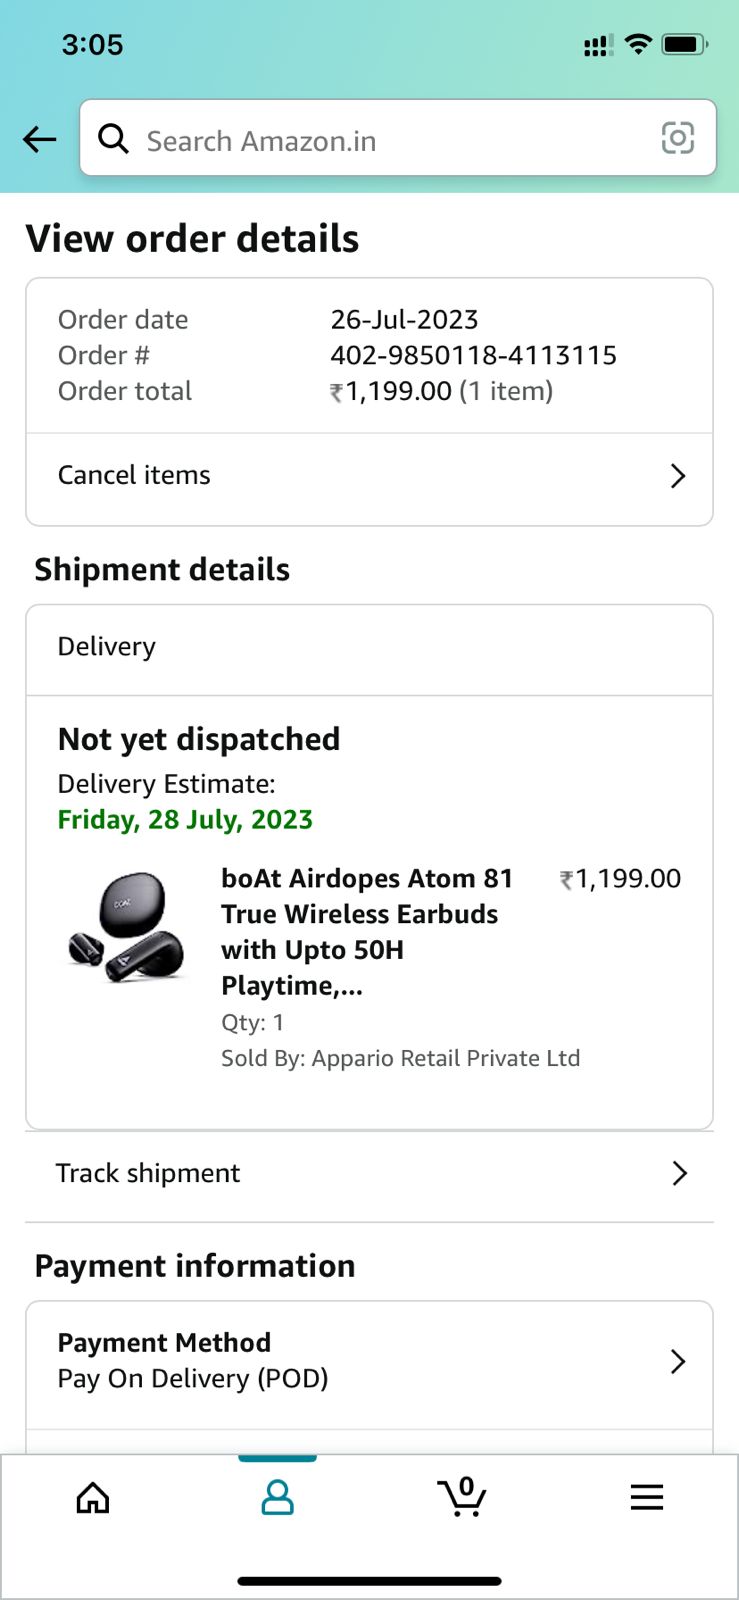 3:05
Search Amazon.in
View order details
Order date 26-Jul-2023
Order # 402-9850118-4113115
Order total ₹1,199.00 (1 item)
Cancel items
Shipment details
Delivery
Not yet dispatched
Delivery Estimate:
Friday, 28 July, 2023
boAt Airdopes Atom 81 ₹1,199.00
True Wireless Earbuds
with Upto 50H
Playtime,...
Qty: 1
Sold By: Appario Retail Private Ltd
Track shipment
Payment information
Payment Method
Pay On Delivery (POD)
0